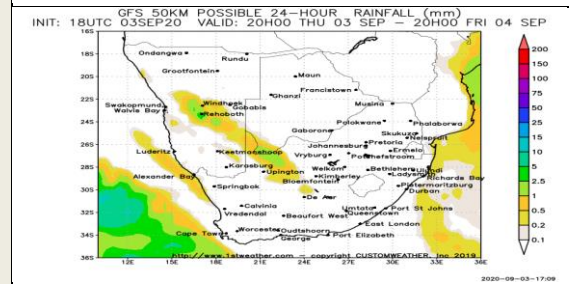 GFS 50KM POSSIBLE 24-HOUR RAINFALL (mm)
INIT: 18UTC 03SEP20 VALID: 20H00 THU 03 SEP - 20H00 FRI 04 SEP
16S
18S
20S
22S
24S
26S
28S
30S
32S
34S
36S
Ondangwa
Rundu
Grootfontein
Maun
Francistown
Ghanzi
Musina
Swakopmund
Windhoek
Gobabis
Walvis Bay
Rehoboth
Polokwane
Phalaborwa
Gaborone
Skukuza
Nelspruit
Pretoria
Johannesburg
Ermelo
Luderitz
Keetmanshoop
Vryburg
Potchefstroom
Karasburg
Upington
Welkom
Bethlehem
Ulundi
Ladysmith
Alexander Bay
Kimberley
Richards Bay
Bloemfontein
Springbok
Pietermaritzburg
Durban
De Aar
Calvinia
Umtata
Port St Johns
Vredendal
Beaufort West
Queenstown
East London
Cape Town
Worcester
Oudtshoorn
George
Port Elizabeth
http://www.1stweather.com - copyright CUSTOMWEATHER, Inc 2019
12E
15E
18E
21E
24E
27E
30E
33E
36E
200
150
100
75
50
25
15
10
5
2.5
1
0.5
0.2
0.1
2020-09-03-17:09